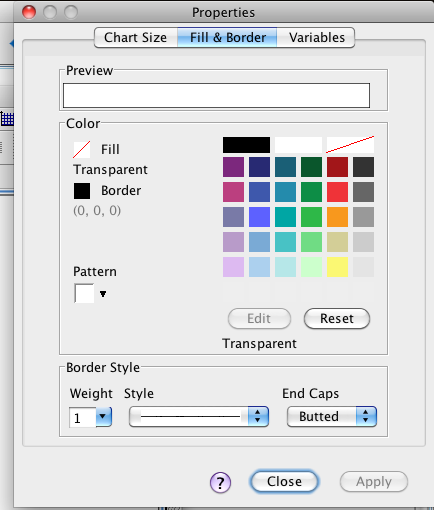 Properties
Chart Size Fill & Border Variables
Preview
Color
Fill
Transparent
Border
(0, 0, 0)
Pattern
Edit Reset
Transparent
Border Style
Weight Style End Caps
1 Butted
? Close Apply